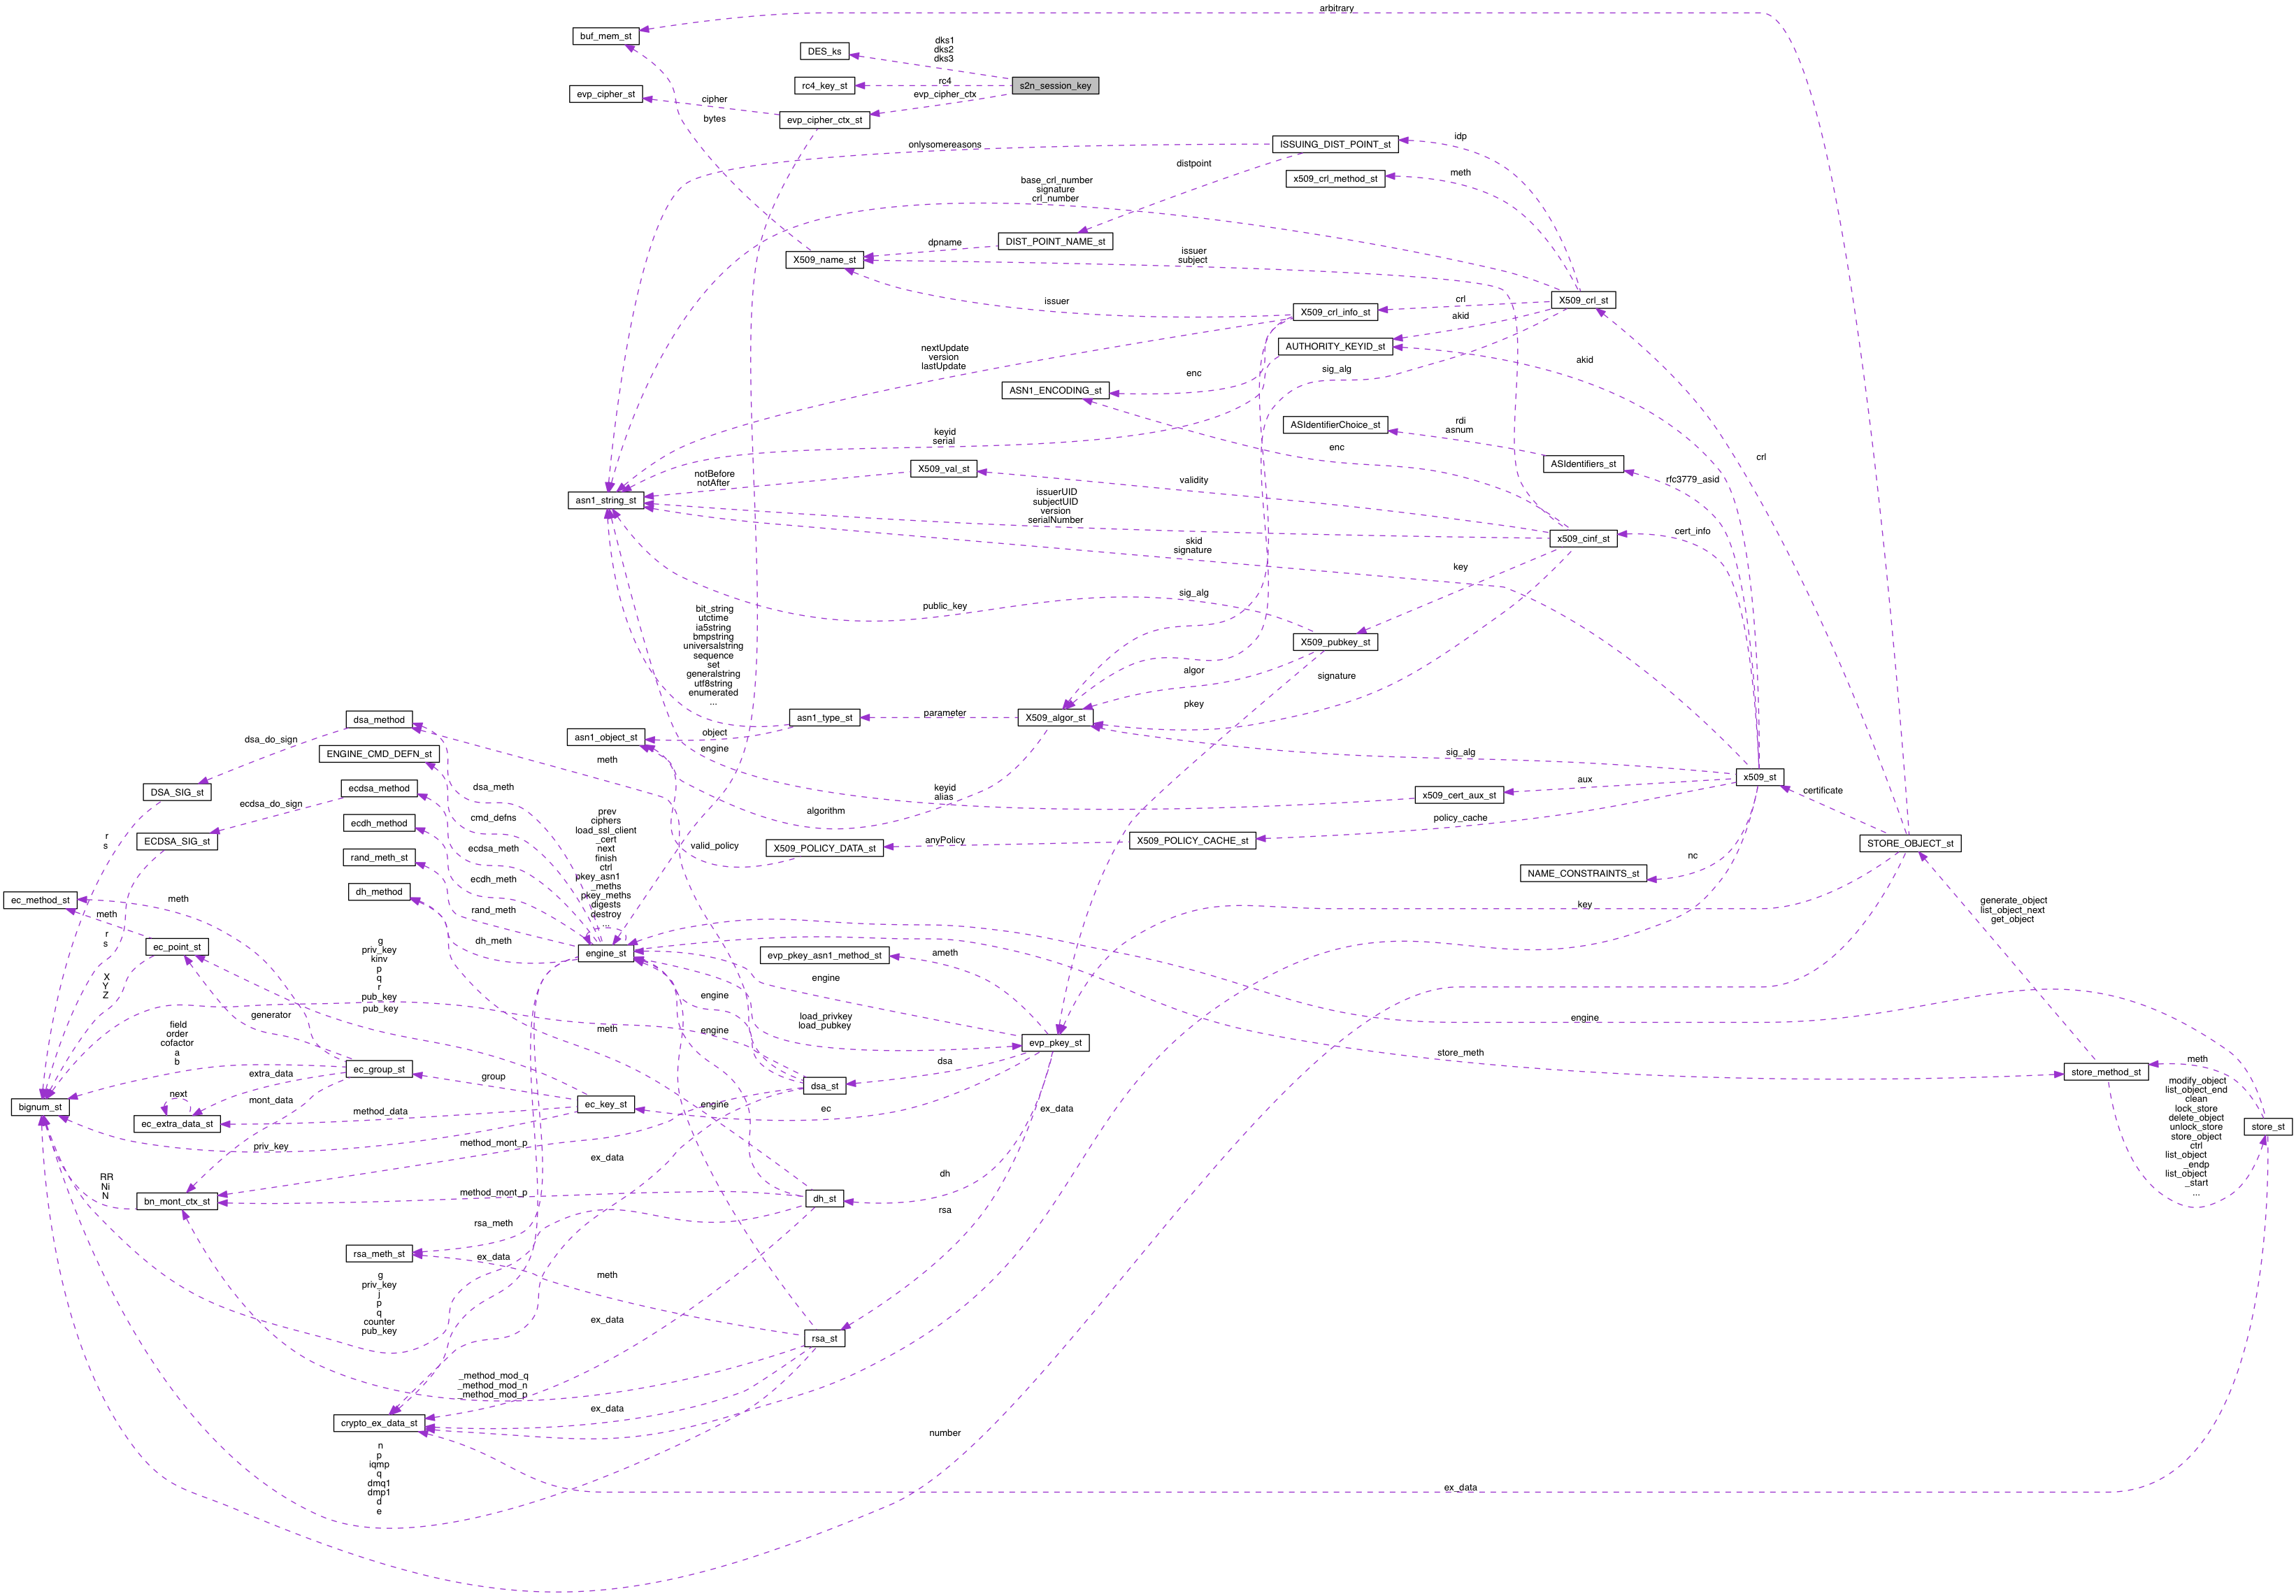 arbitrary
buf_mem_st
dks1
dks2
dks3
DES_ks
rc4
s2n_session_key
rc4_key_st
evp_cipher_ctx
evp_cipher_st
cipher
evp_cipher_ctx_st
bytes
idp
onlysomereasons
ISSUING_DIST_POINT_st
distpoint
meth
x509_crl_method_st
base_crl_number
signature
crl_number
dpname
DIST_POINT_NAME_st
issuer
subject
X509_name_st
issuer
crl
X509_crl_st
X509_crl_info_st
akid
nextUpdate
version
lastUpdate
AUTHORITY_KEYID_st
akid
enc
sig_alg
ASN1_ENCODING_st
rdi
asnum
ASIdentifierChoice_st
keyid
serial
enc
crl
ASIdentifiers_st
X509_val_st
notBefore
notAfter
validity
rfc3779_asid
asn1_string_st
issuerUID
subjectUID
version
serialNumber
cert_info
x509_cinf_st
skid
signature
key
sig_alg
public_key
bit_string
utctime
ia5string
bmpstring
universalstring
sequence
set
generalstring
utf8string
enumerated
...
X509_pubkey_st
algor
signature
pkey
parameter
asn1_type_st
X509_algor_st
dsa_method
object
asn1_object_st
dsa_do_sign
engine
sig_alg
ENGINE_CMD_DEFN_st
meth
x509_st
DSA_SIG_st
ecdsa_method
dsa_meth
keyid
alias
aux
x509_cert_aux_st
certificate
ecdsa_do_sign
algorithm
cmd_defns
policy_cache
ecdh_method
prev
ciphers
load_ssl_client
_cert
next
finish
ctrl
pkey_asn1
_meths
pkey_meths
digests
destroy
...
r
s
ECDSA_SIG_st
ecdsa_meth
valid_policy
X509_POLICY_DATA_st
anyPolicy
X509_POLICY_CACHE_st
STORE_OBJECT_st
rand_meth_st
nc
ecdh_meth
NAME_CONSTRAINTS_st
dh_method
ec_method_st
meth
meth
rand_meth
key
generate_object
list_object_next
get_object
r
s
ec_point_st
dh_meth
engine_st
evp_pkey_asn1_method_st
ameth
g
priv_key
kinv
p
q
r
pub_key
pub_key
X
Y
Z
engine
engine
generator
load_privkey
load_pubkey
engine
field
order
cofactor
a
b
meth
engine
evp_pkey_st
store_meth
meth
ec_group_st
extra_data
group
dsa
dsa_st
store_method_st
mont_data
next
bignum_st
ec_extra_data_st
method_data
ec_key_st
engine
ec
ex_data
modify_object
list_object_end
clean
lock_store
delete_object
unlock_store
store_object
ctrl
list_object
_endp
list_object
_start
...
store_st
priv_key
method_mont_p
ex_data
dh
RR
Ni
N
bn_mont_ctx_st
method_mont_p
dh_st
rsa
rsa_meth
rsa_meth_st
ex_data
meth
g
priv_key
j
p
q
counter
pub_key
ex_data
rsa_st
_method_mod_q
_method_mod_n
_method_mod_p
crypto_ex_data_st
ex_data
number
n
p
iqmp
q
dmq1
dmp1
d
e
ex_data